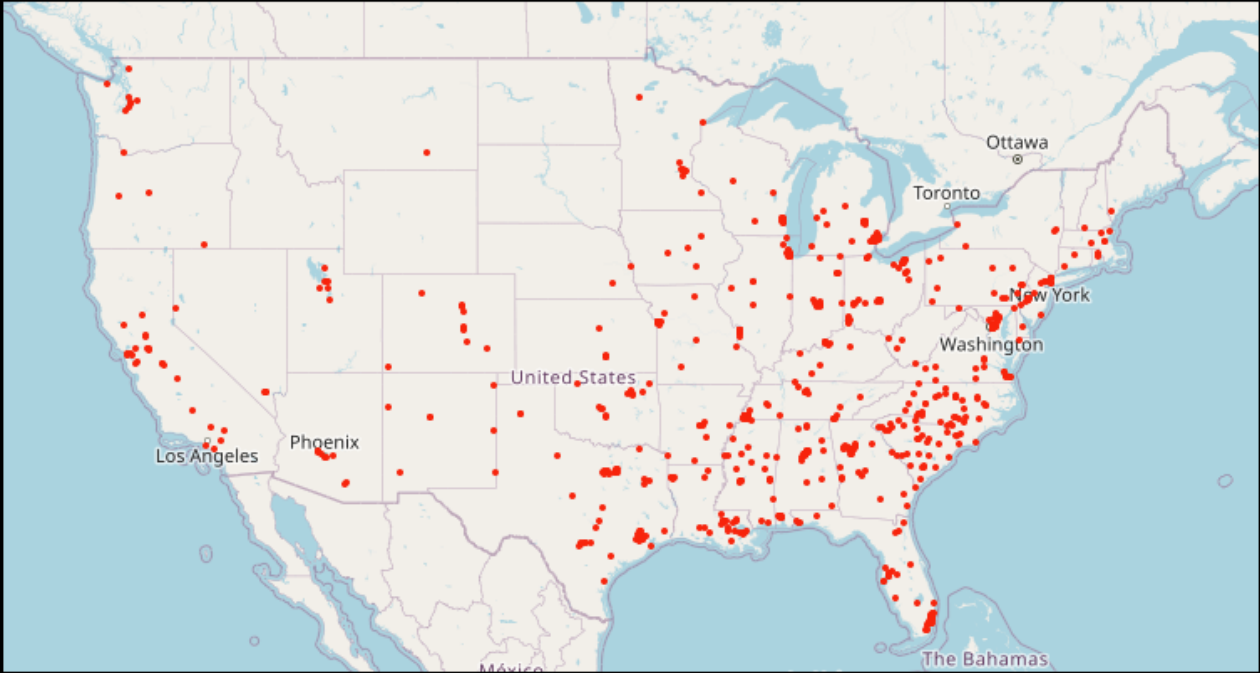 Ottawa
Toronto
New York
Washington
United States
Phoenix
Los Angeles
The Bahamas
México